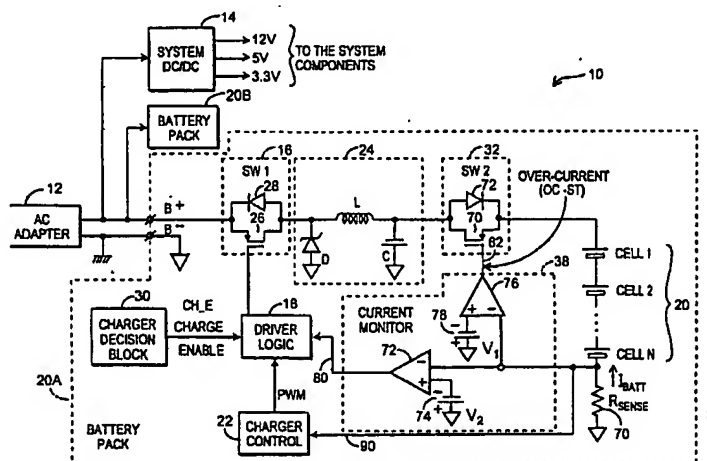 14
SYSTEM
DC/DC
12V
5V
3.3V
TO THE SYSTEM
COMPONENTS
10
20B
BATTERY
PACK
12
AC
ADAPTER
B+
B-
16
SW 1
28
26
24
L
D
C
32
SW 2
72
70
OVER-CURRENT
(OC-ST)
62
38
CELL 1
CELL 2
CELL N
20
30
CHARGER
DECISION
BLOCK
CH_E
CHARGE
ENABLE
18
DRIVER
LOGIC
CURRENT
MONITOR
76
+
-
78
-
+
V1
72
-
+
80
74
-
+
V2
IBATT
RSENSE
70
20A
BATTERY
PACK
PWM
22
CHARGER
CONTROL
90